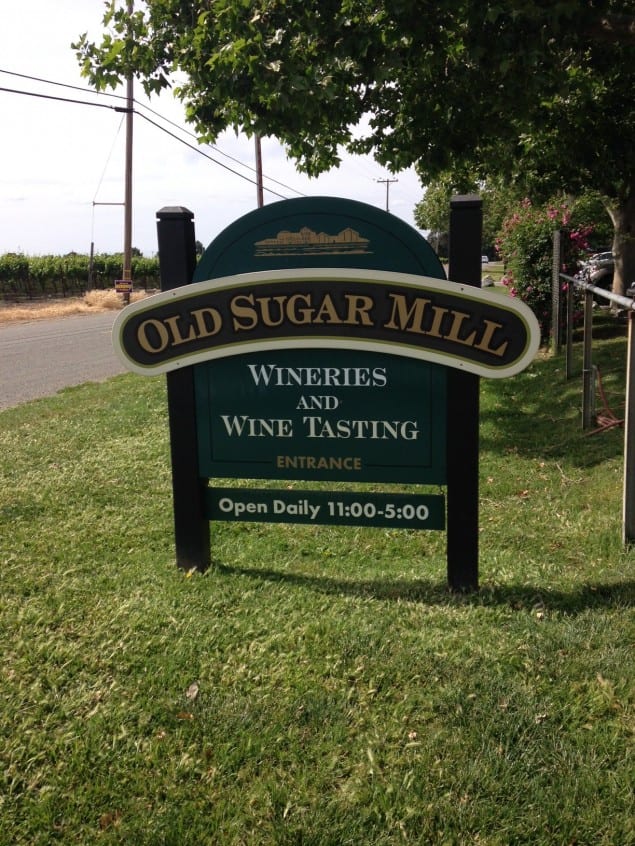 OLD SUGAR MILL
WINERIES
AND
WINE TASTING
ENTRANCE
Open Daily 11:00-5:00